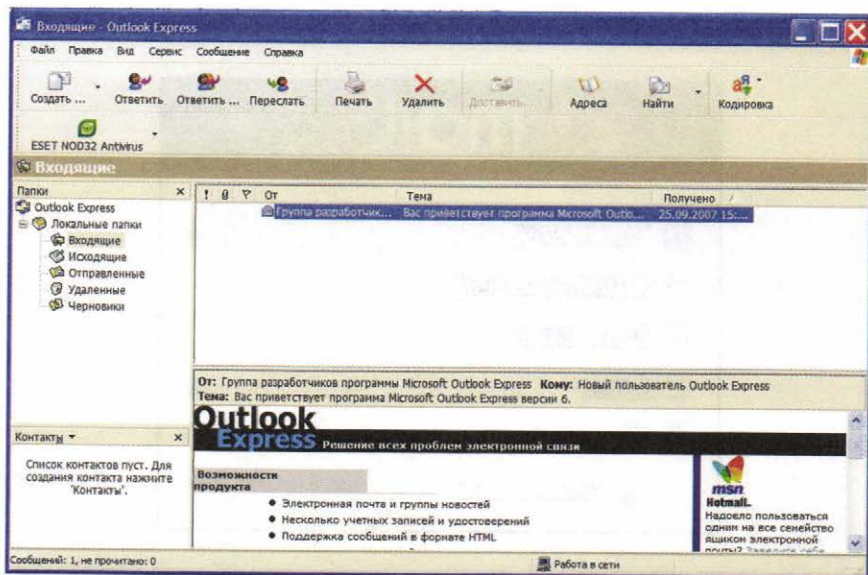 Входящие - Outlook Express
Файл Правка Вид Сервис Сообщение Справка
Создать ... Ответить Ответить ... Переслать Печать Удалить Доставить... Адреса Найти Кодировка
ESET NOD32 Antivirus
Входящие
Папки × ! От Тема Получено
Outlook Express
Группа разработчик... Вас приветствует программа Microsoft Outlo... 25.09.2007 15:...
Локальные папки
Входящие
Исходящие
Отправленные
Удаленные
Черновики
От: Группа разработчиков программы Microsoft Outlook Express Кому: Новый пользователь Outlook Express
Тема: Вас приветствует программа Microsoft Outlook Express версии 6.
Outlook
Express Решение всех проблем электронной связи
Контакты ×
Список контактов пуст. Для
создания контакта нажмите
'Контакты'.
Возможности
продукта
• Электронная почта и группы новостей
• Несколько учетных записей и удостоверений
• Поддержка сообщений в формате HTML
msn
Hotmail.
Надоело пользоваться
одним на все семейство
ящиком электронной
почты? Заведите себе
Сообщений: 1, не прочитано: 0 Работа в сети